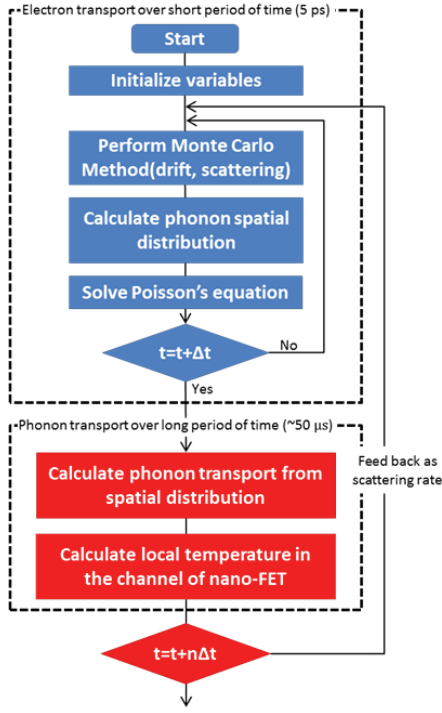 Electron transport over short period of time (5 ps)
Start
Initialize variables
Perform Monte Carlo
Method(drift, scattering)
Calculate phonon spatial
distribution
Solve Poisson's equation
t=t+Δt
No
Yes
Phonon transport over long period of time (~50 μs)
Calculate phonon transport from
spatial distribution
Feed back as
scattering rate
Calculate local temperature in
the channel of nano-FET
t=t+nΔt